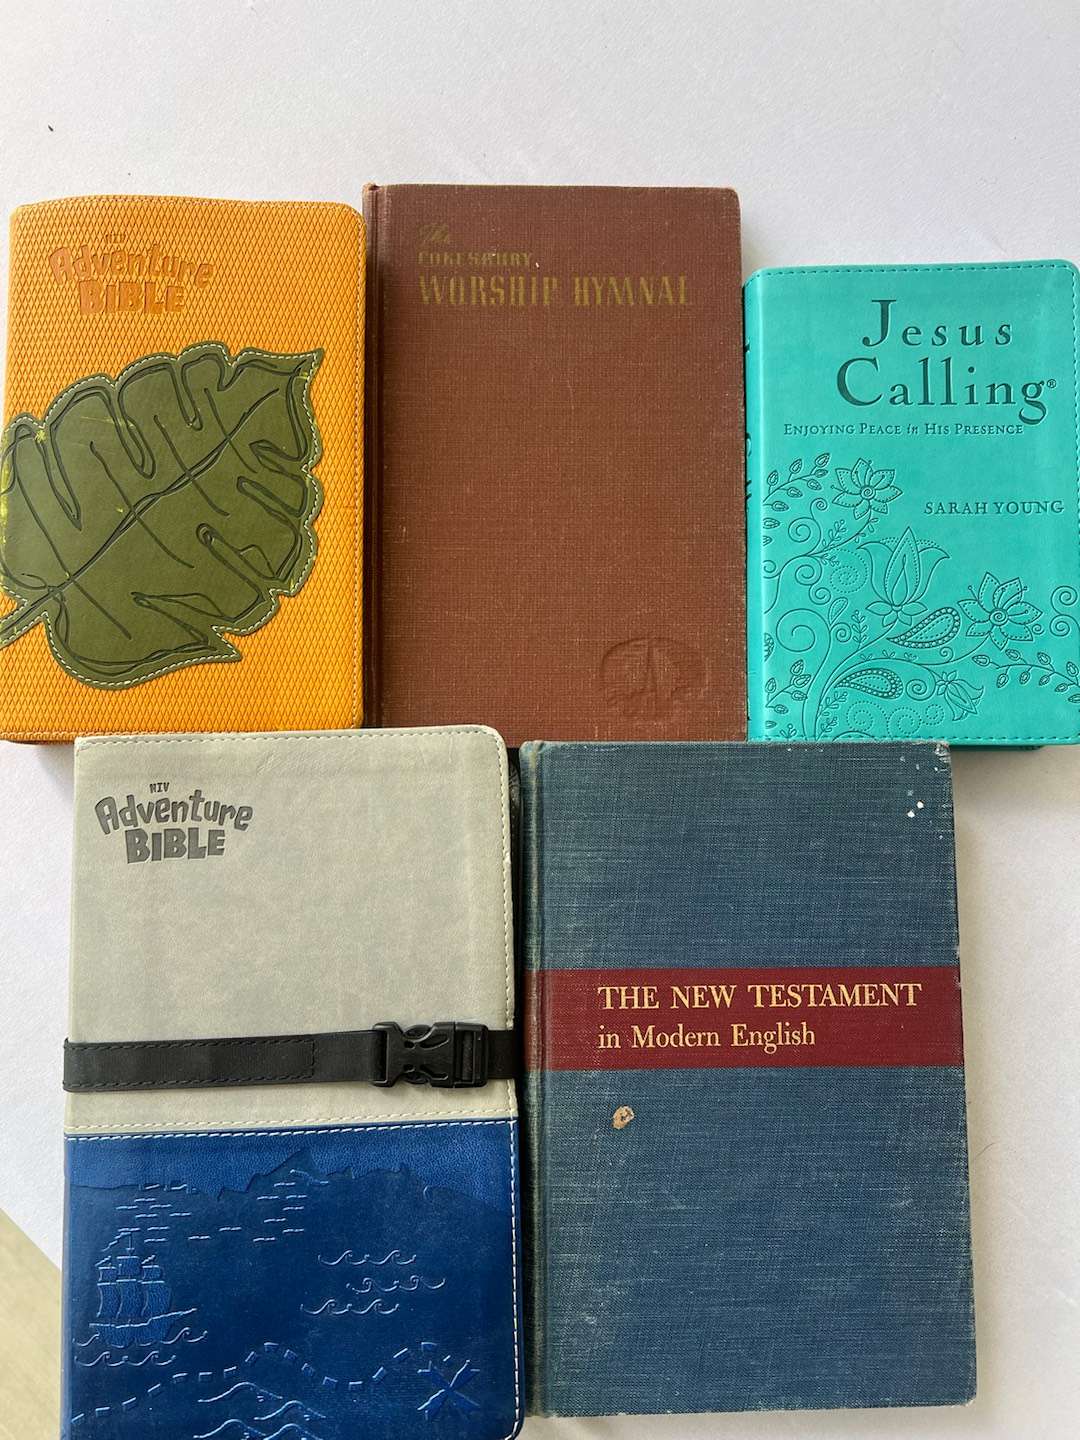 NIV
Adventure
BIBLE
The
COKESBURY
WORSHIP HYMNAL
Jesus
Calling®
ENJOYING PEACE in HIS PRESENCE
SARAH YOUNG
NIV
Adventure
BIBLE
THE NEW TESTAMENT
in Modern English